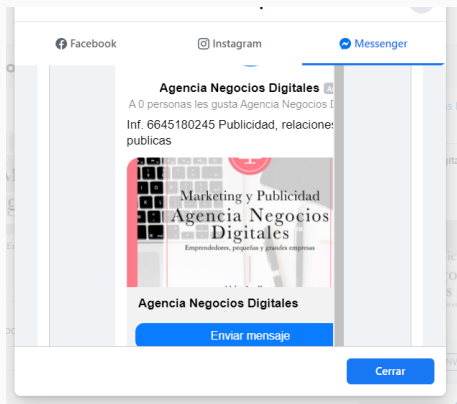 Facebook
Instagram
Messenger
Agencia Negocios Digitales
A 0 personas les gusta Agencia Negocios
Inf. 6645180245 Publicidad, relaciones
publicas
Marketing y Publicidad
Agencia Negocios
Digitales
Emprendedores, pequeñas y grandes empresas
Agencia Negocios Digitales
Enviar mensaje
Cerrar